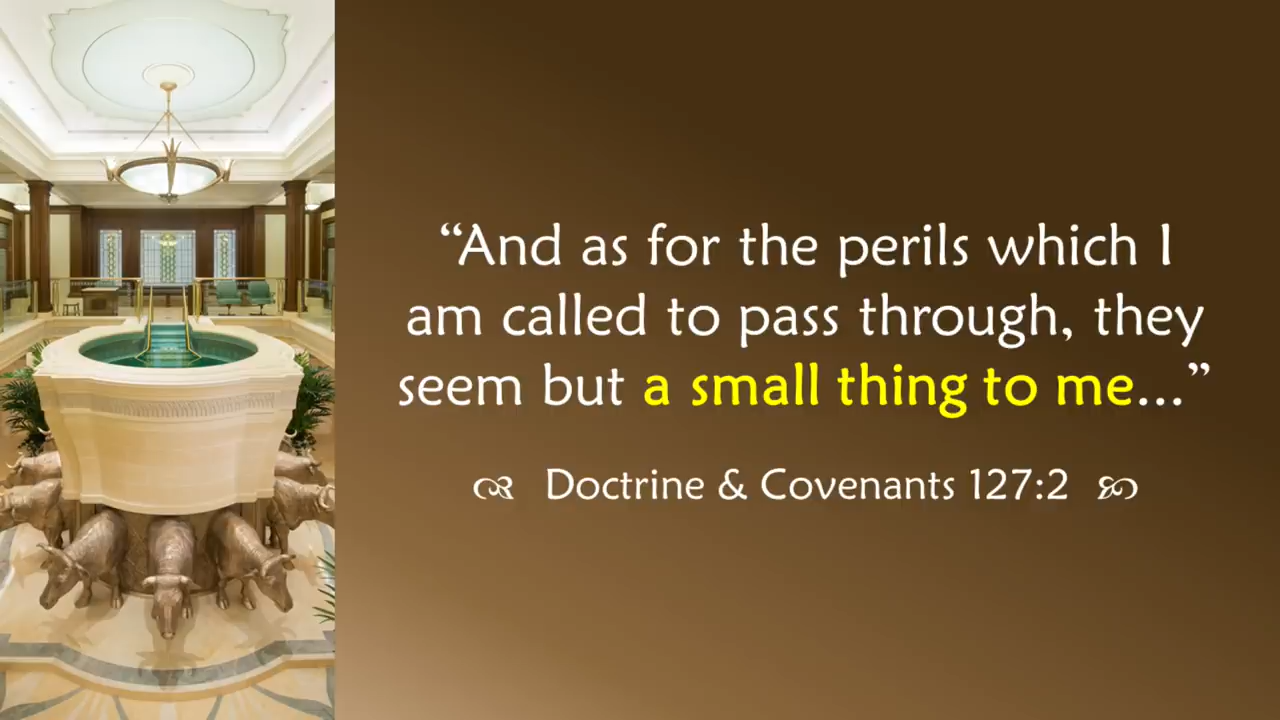 “And as for the perils which I
am called to pass through, they
seem but a small thing to me...”
Doctrine & Covenants 127:2